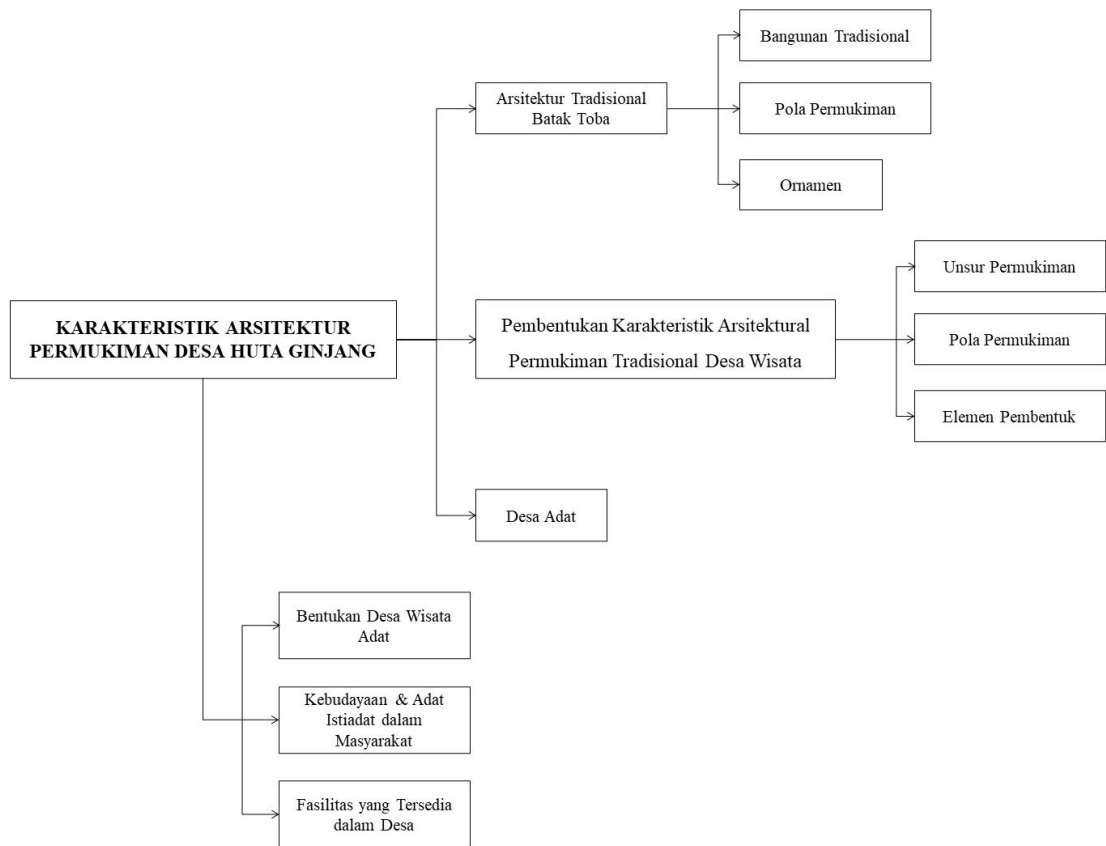 Bangunan Tradisional
Arsitektur Tradisional
Batak Toba
Pola Permukiman
Ornamen
Unsur Permukiman
KARAKTERISTIK ARSITEKTUR
PERMUKIMAN DESA HUTA GINJANG
Pembentukan Karakteristik Arsitektural
Permukiman Tradisional Desa Wisata
Pola Permukiman
Elemen Pembentuk
Desa Adat
Bentukan Desa Wisata
Adat
Kebudayaan & Adat
Istiadat dalam
Masyarakat
Fasilitas yang Tersedia
dalam Desa